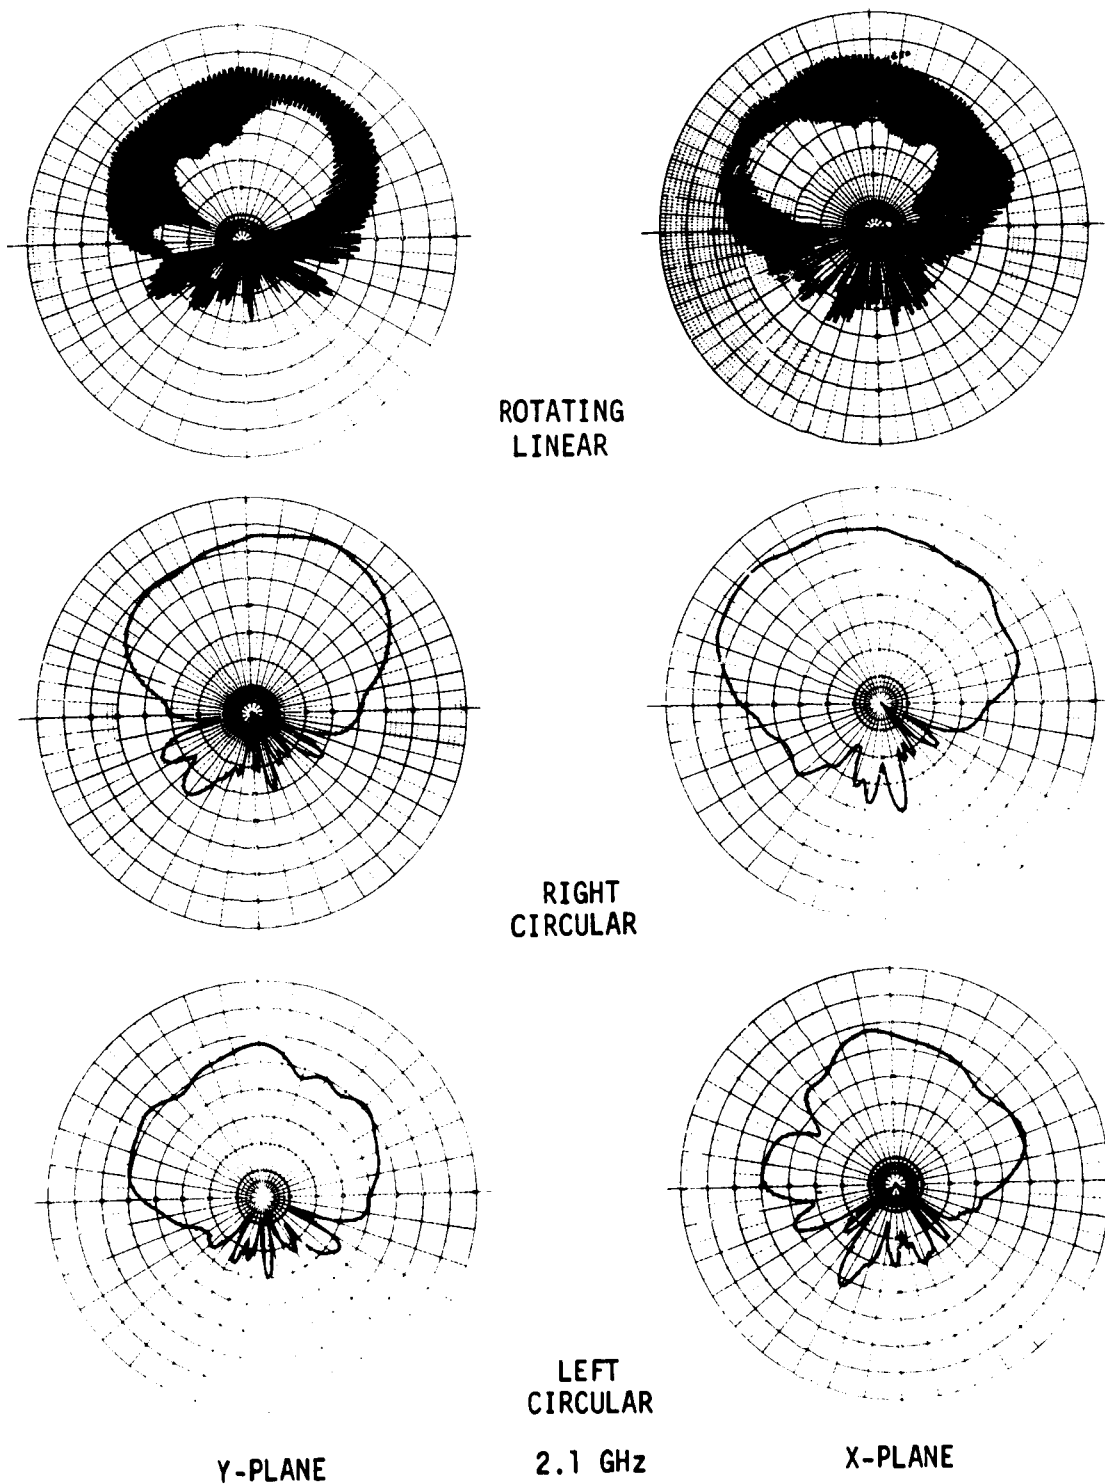 ROTATING
LINEAR
RIGHT
CIRCULAR
LEFT
CIRCULAR
Y-PLANE
2.1 GHz
X-PLANE